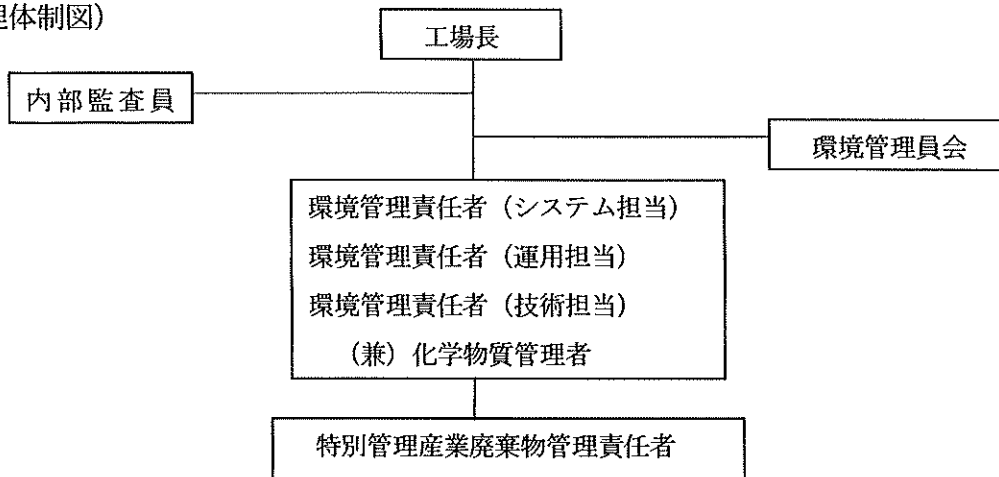 理体制図)
工場長
内部監査員
環境管理員会
環境管理責任者（システム担当）
環境管理責任者（運用担当）
環境管理責任者（技術担当）
（兼）化学物質管理者
特別管理産業廃棄物管理責任者